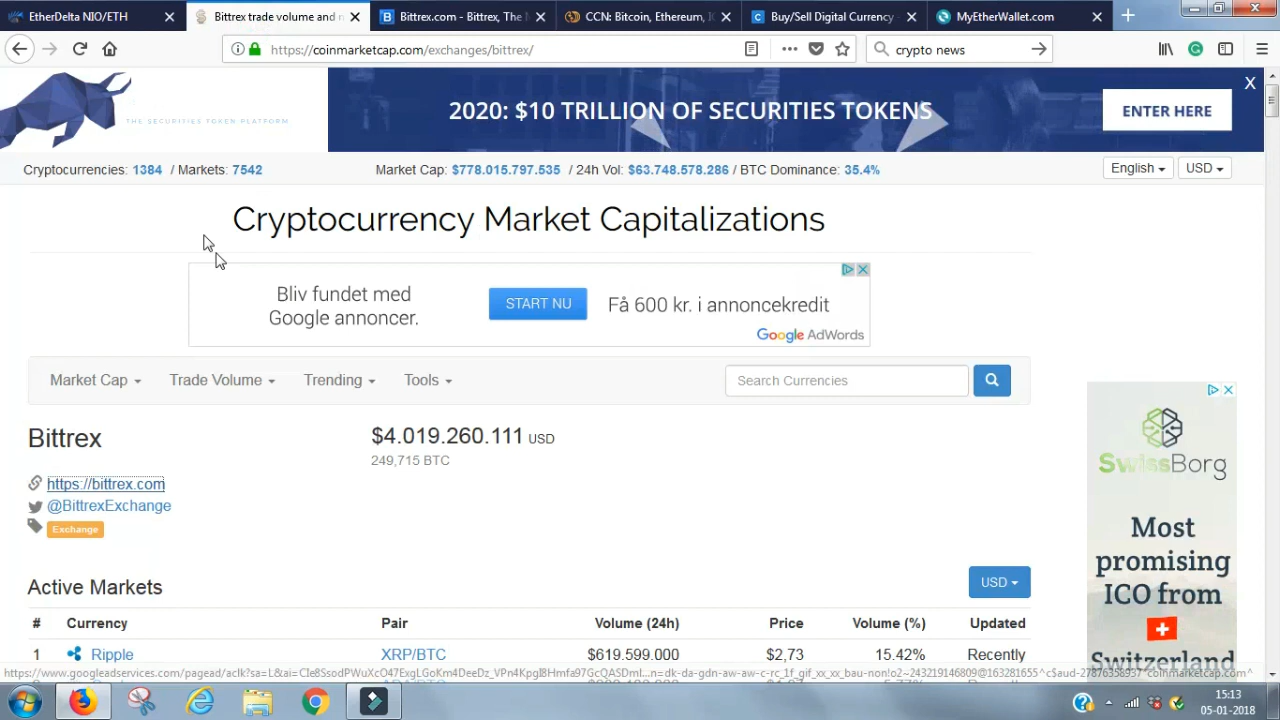 EtherDelta NIO/ETH
Bittrex trade volume and
Bittrex.com - Bittrex, The
CCN: Bitcoin, Ethereum,
Buy/Sell Digital Currency
MyEtherWallet.com
https://coinmarketcap.com/exchanges/bittrex/
crypto news
THE SECURITIES TOKEN PLATFORM
2020: $10 TRILLION OF SECURITIES TOKENS
ENTER HERE
X
Cryptocurrencies: 1384 / Markets: 7542
Market Cap: $778.015.797.535 / 24h Vol: $63.748.578.286 / BTC Dominance: 35.4%
English
USD
Cryptocurrency Market Capitalizations
Bliv fundet med
Google annoncer.
START NU
Få 600 kr. i annoncekredit
Google AdWords
Market Cap
Trade Volume
Trending
Tools
Search Currencies
Bittrex
$4.019.260.111 USD
249,715 BTC
https://bittrex.com
@BittrexExchange
Exchange
SwissBorg
Most
promising
ICO from
Switzerland
Active Markets
USD
# Currency Pair Volume (24h) Price Volume (%) Updated
1 Ripple XRP/BTC $619.599.000 $2,73 15.42% Recently
15:13
05-01-2018